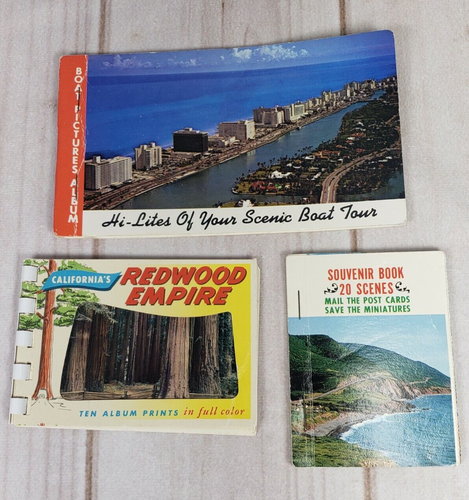 BOAT PICTURES ALBUM
Hi-Lites Of Your Scenic Boat Tour
CALIFORNIA'S
REDWOOD
EMPIRE
TEN ALBUM PRINTS in full color
SOUVENIR BOOK
20 SCENES
MAIL THE POST CARDS
SAVE THE MINIATURES